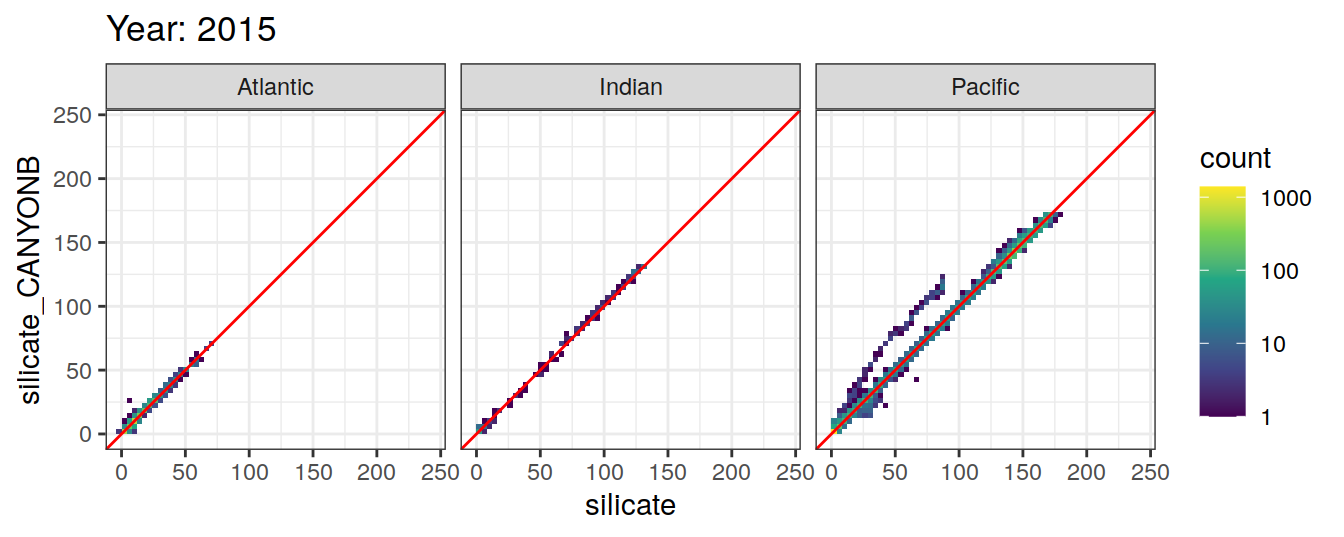 Year: 2015
Atlantic
Indian
Pacific
silicate_CANYONB
250
200
150
100
50
0
0 50 100 150 200 250
0 50 100 150 200 250
0 50 100 150 200 250
silicate
count
1000
100
10
1